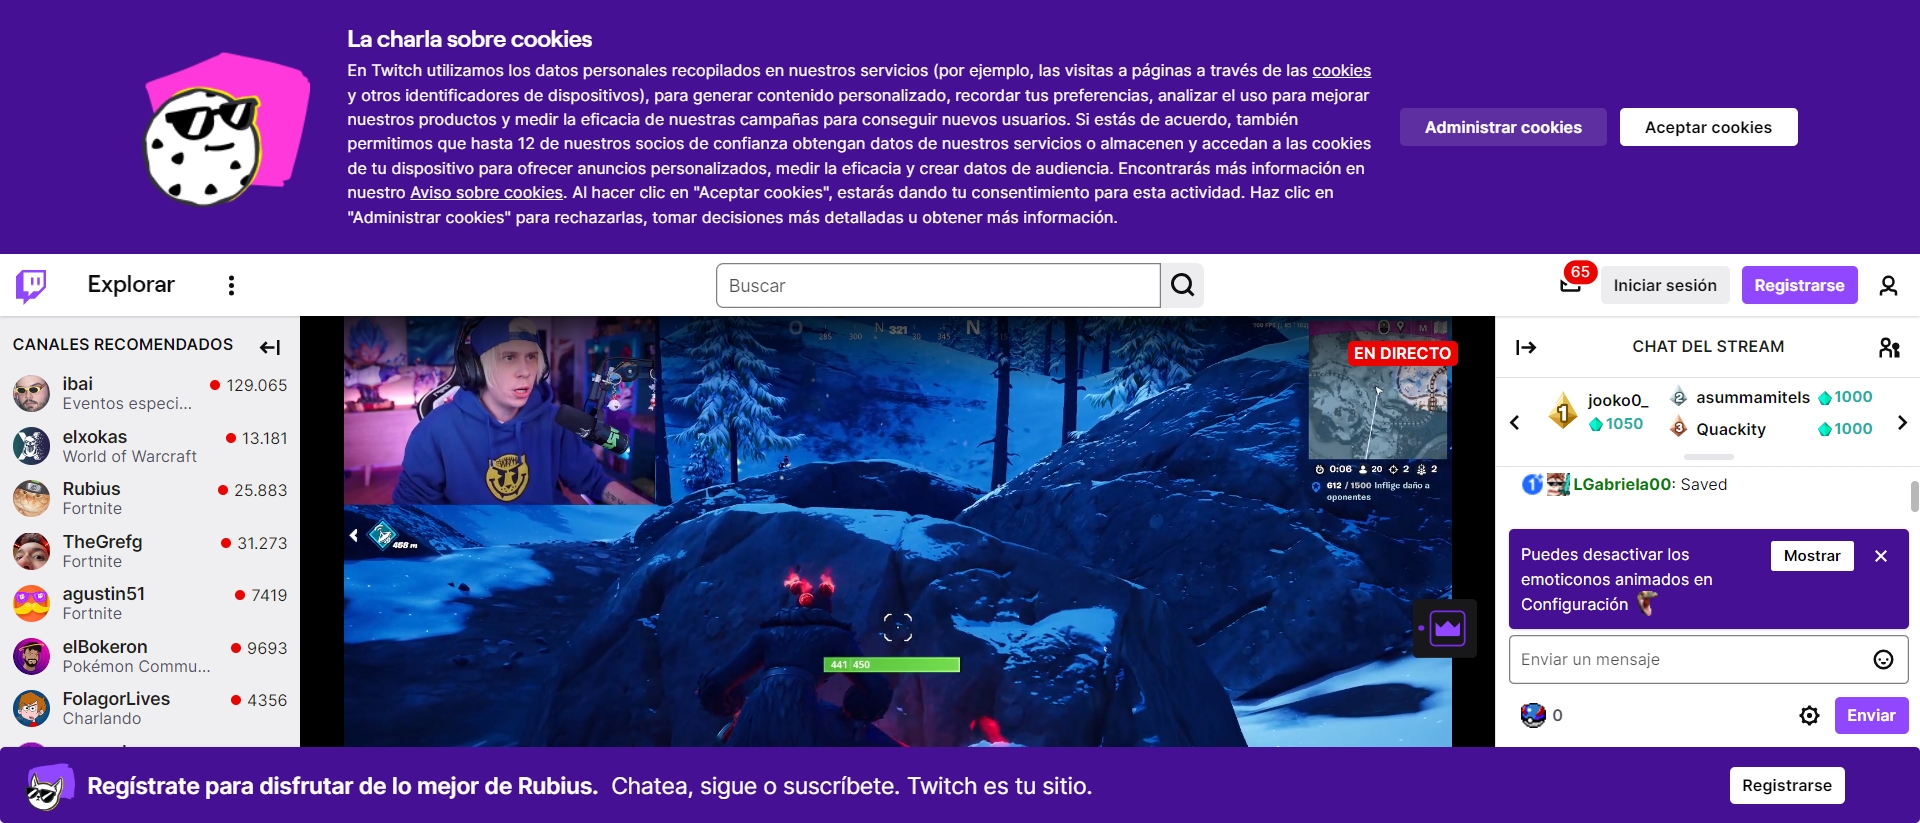 La charla sobre cookies
En Twitch utilizamos los datos personales recopilados en nuestros servicios (por ejemplo, las visitas a páginas a través de las cookies
y otros identificadores de dispositivos), para generar contenido personalizado, recordar tus preferencias, analizar el uso para mejorar
nuestros productos y medir la eficacia de nuestras campañas para conseguir nuevos usuarios. Si estás de acuerdo, también
permitimos que hasta 12 de nuestros socios de confianza obtengan datos de nuestros servicios o almacenen y accedan a las cookies
de tu dispositivo para ofrecer anuncios personalizados, medir la eficacia y crear datos de audiencia. Encontrarás más información en
nuestro Aviso sobre cookies. Al hacer clic en "Aceptar cookies", estarás dando tu consentimiento para esta actividad. Haz clic en
"Administrar cookies" para rechazarlas, tomar decisiones más detalladas u obtener más información.
Administrar cookies
Aceptar cookies
Explorar
Buscar
65
Iniciar sesión
Registrarse
CANALES RECOMENDADOS
ibai 129.065
Eventos especi...
elxokas 13.181
World of Warcraft
Rubius 25.883
Fortnite
TheGrefg 31.273
Fortnite
agustin51 7419
Fortnite
elBokeron 9693
Pokémon Commu...
FolagorLives 4356
Charlando
285 300 N 321 30 345 N 15
M
EN DIRECTO
0:06 20 2 2
612 / 1500 Inflige daño a
oponentes
468 m
441 450
CHAT DEL STREAM
1 jooko0_ 1050
2 asummamitels 1000
3 Quackity 1000
1 LGabriela00: Saved
Puedes desactivar los
emoticonos animados en
Configuración
Mostrar
Enviar un mensaje
0
Enviar
Regístrate para disfrutar de lo mejor de Rubius. Chatea, sigue o suscríbete. Twitch es tu sitio.
Registrarse